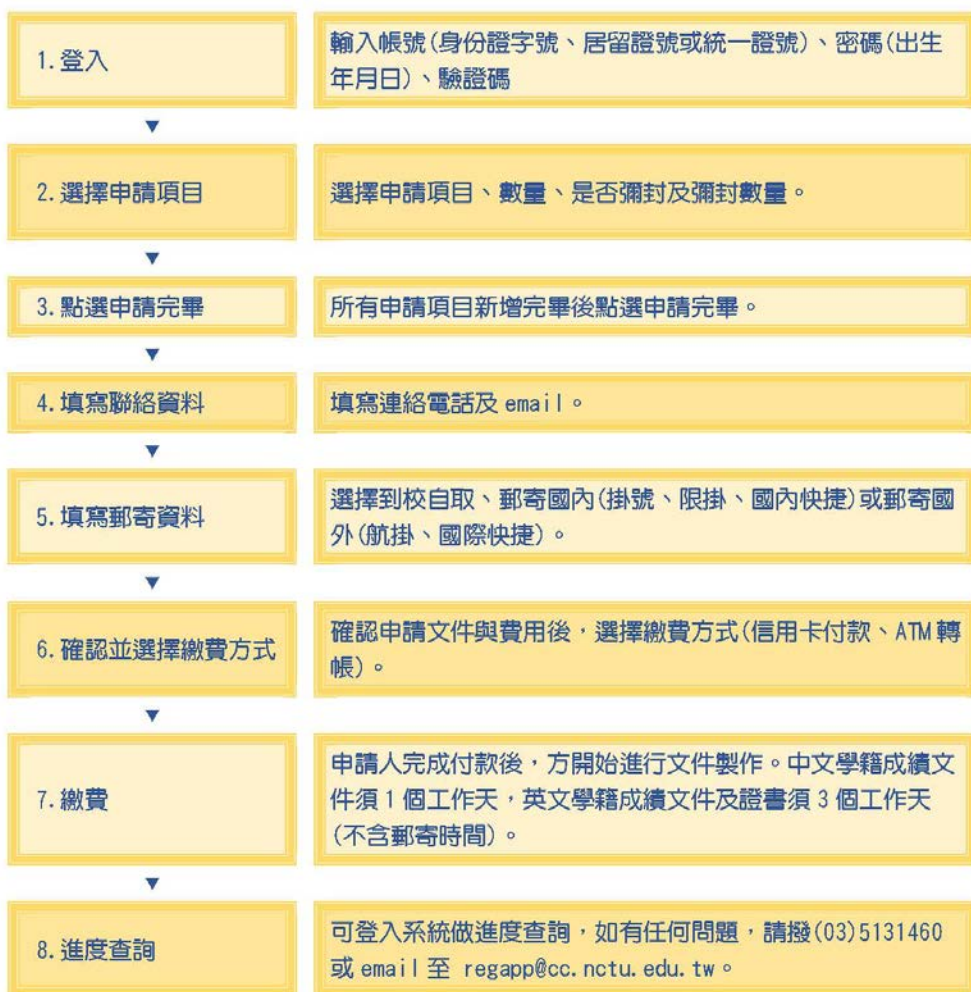 1.登入
輸入帳號(身份證字號、居留證號或統一證號)、密碼(出生
年月日)、驗證碼
▼
2.選擇申請項目
選擇申請項目、數量、是否彌封及彌封數量。
▼
3.點選申請完畢
所有申請項目新增完畢後點選申請完畢。
▼
4.填寫聯絡資料
填寫連絡電話及 email。
▼
5.填寫郵寄資料
選擇到校自取、郵寄國內(掛號、限掛、國內快捷)或郵寄國
外(航掛、國際快捷)。
▼
6.確認並選擇繳費方式
確認申請文件與費用後，選擇繳費方式(信用卡付款、ATM 轉
帳)。
▼
7.繳費
申請人完成付款後，方開始進行文件製作。中文學籍成績文
件須 1 個工作天，英文學籍成績文件及證書須 3 個工作天
(不含郵寄時間)。
▼
8.進度查詢
可登入系統做進度查詢，如有任何問題，請撥(03)5131460
或 email 至 regapp@cc.nctu.edu.tw。